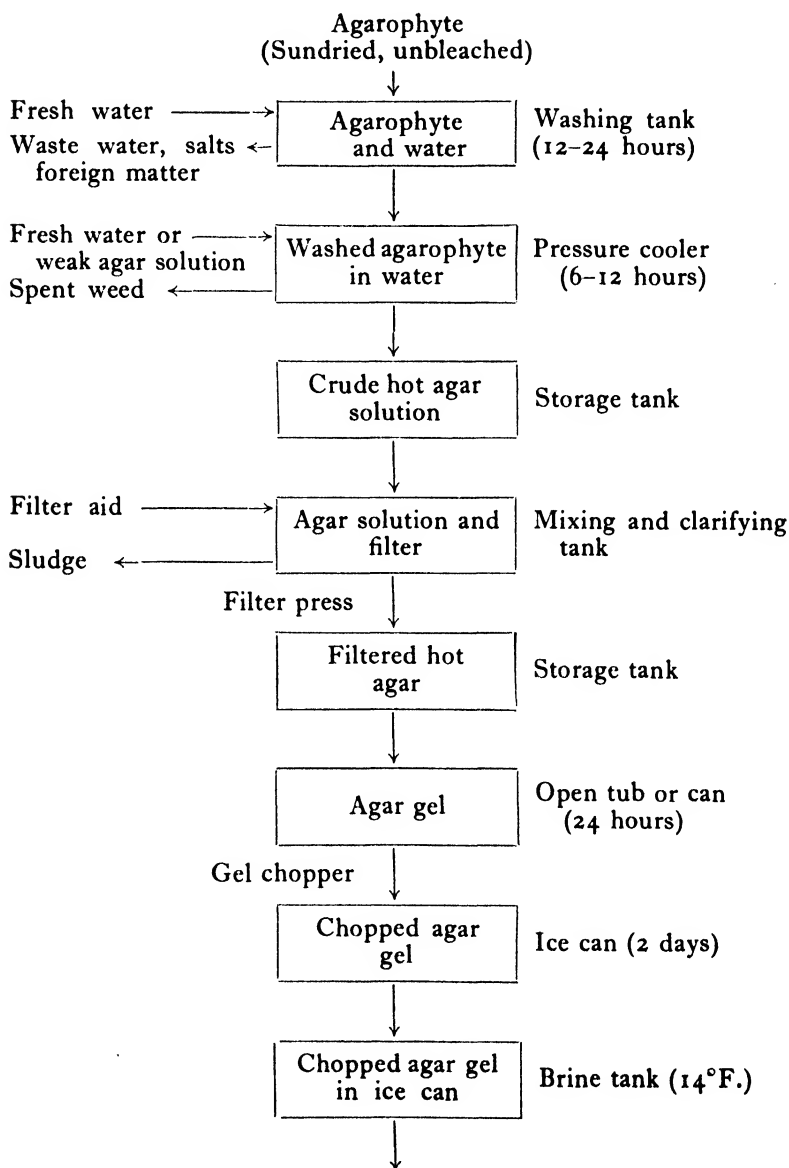 Agarophyte
(Sundried, unbleached)
Fresh water
Waste water, salts
foreign matter
Agarophyte
and water
Washing tank
(12–24 hours)
Fresh water or
weak agar solution
Spent weed
Washed agarophyte
in water
Pressure cooler
(6–12 hours)
Crude hot agar
solution
Storage tank
Filter aid
Sludge
Agar solution and
filter
Mixing and clarifying
tank
Filter press
Filtered hot
agar
Storage tank
Agar gel
Open tub or can
(24 hours)
Gel chopper
Chopped agar
gel
Ice can (2 days)
Chopped agar gel
in ice can
Brine tank (14°F.)